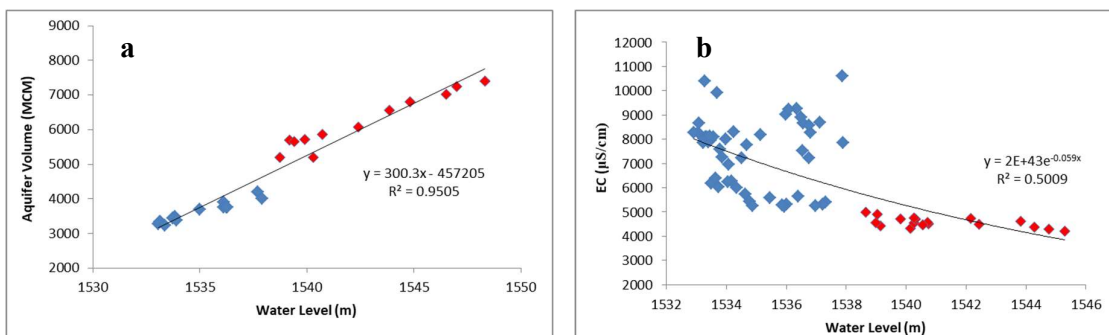 a
Aquifer Volume (MCM)
9000
8000
7000
6000
5000
4000
3000
2000
y = 300.3x - 457205
R² = 0.9505
1530 1535 1540 1545 1550
Water Level (m)
b
EC (µS/cm)
12000
11000
10000
9000
8000
7000
6000
5000
4000
3000
2000
y = 2E+43e^-0.059x
R² = 0.5009
1532 1534 1536 1538 1540 1542 1544 1546
Water Level (m)